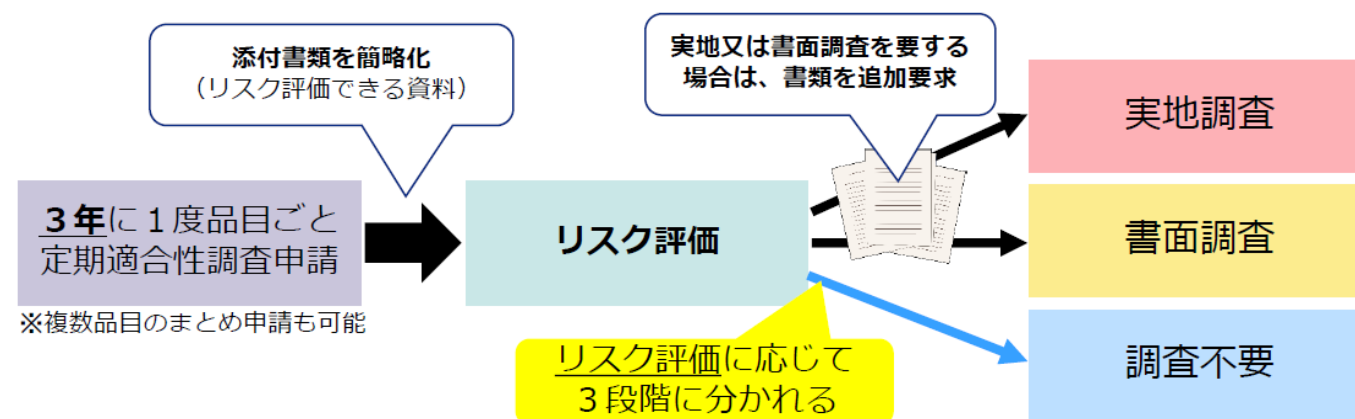 添付書類を簡略化
（リスク評価できる資料）
実地又は書面調査を要する
場合は、書類を追加要求
３年に１度品目ごと
定期適合性調査申請
※複数品目のまとめ申請も可能
リスク評価
リスク評価に応じて
３段階に分かれる
実地調査
書面調査
調査不要